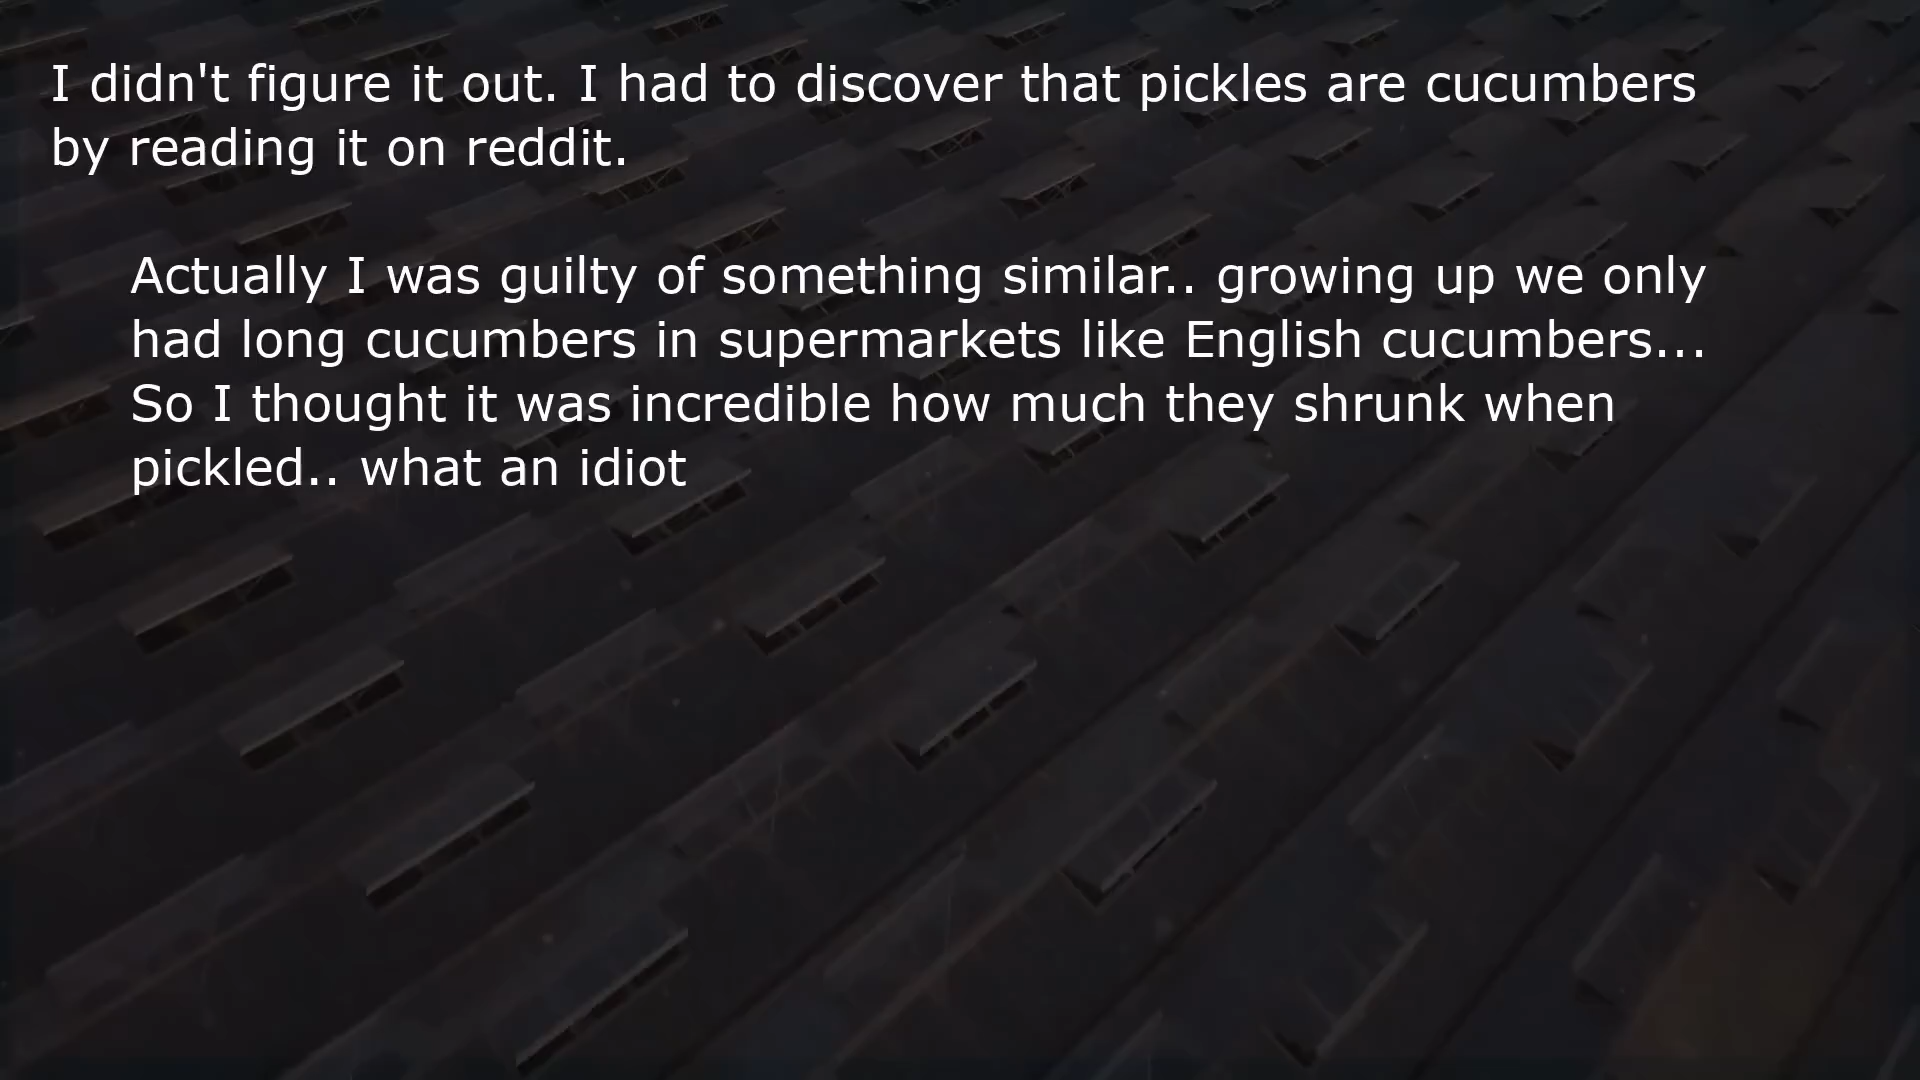 I didn't figure it out. I had to discover that pickles are cucumbers
by reading it on reddit.
Actually I was guilty of something similar.. growing up we only
had long cucumbers in supermarkets like English cucumbers...
So I thought it was incredible how much they shrunk when
pickled.. what an idiot